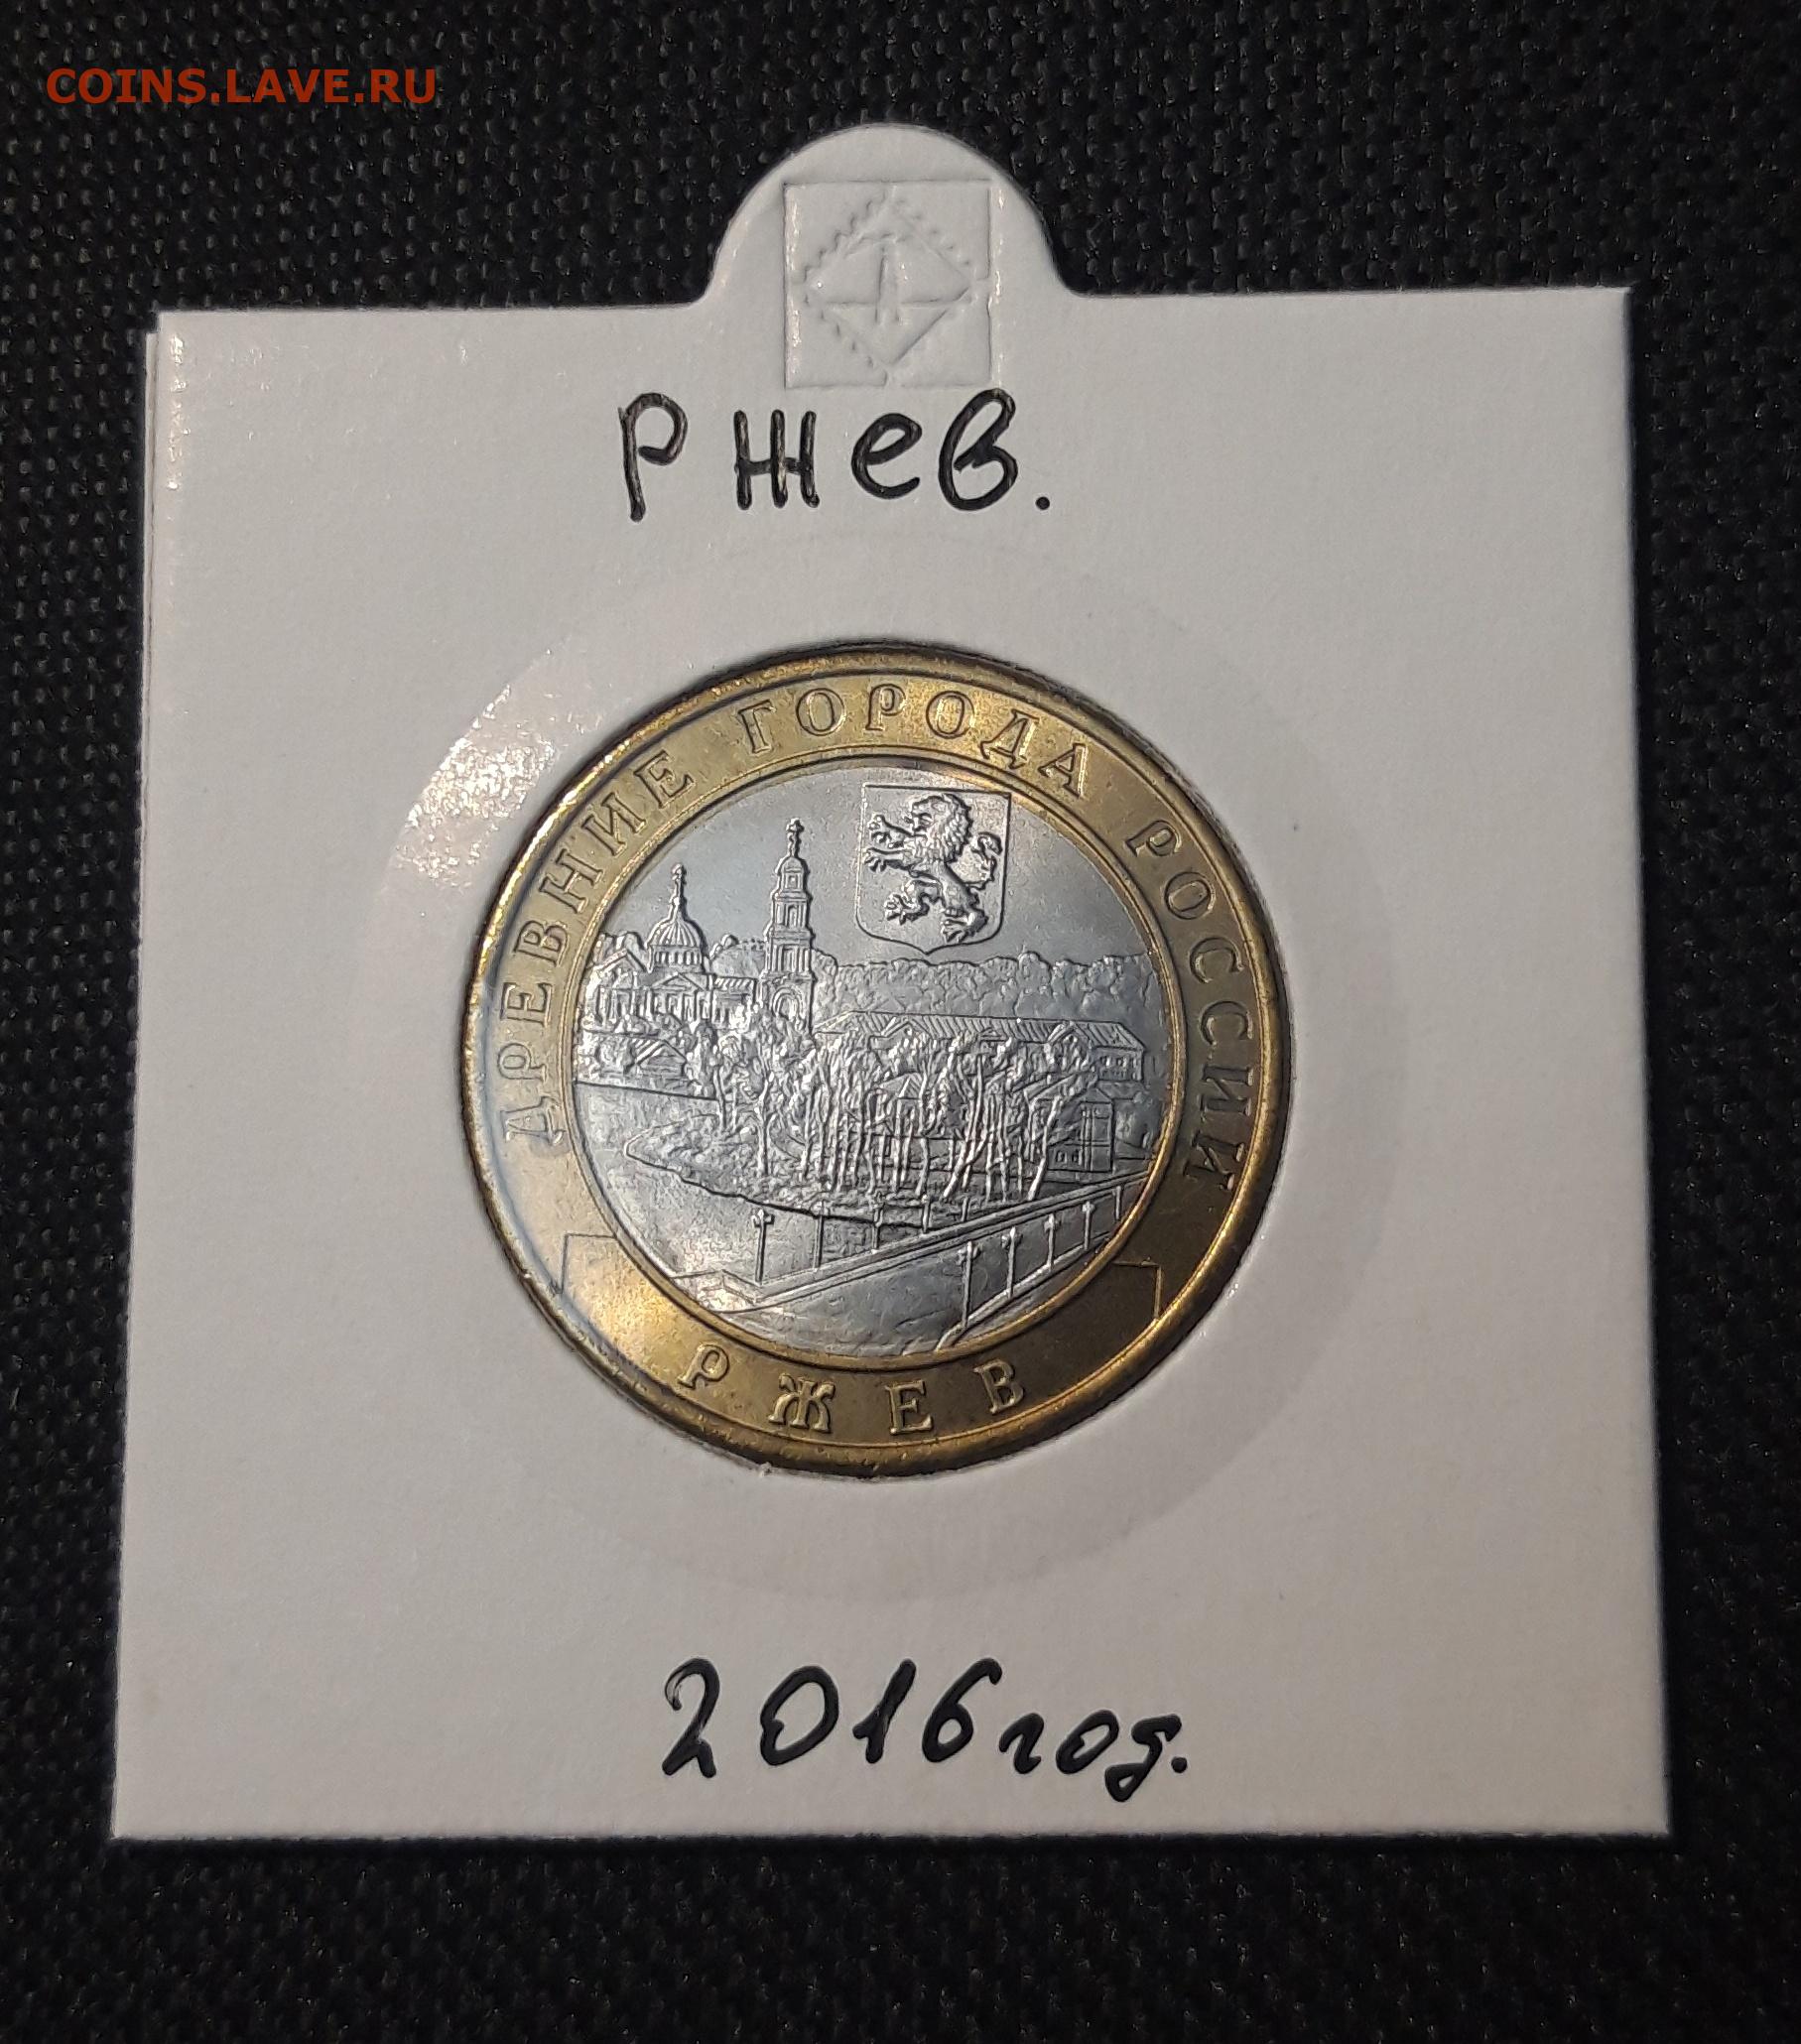 COINS.LAVE.RU
Ржев.
ДРЕВНИЕ ГОРОДА РОССИИ
РЖЕВ
2016 год.